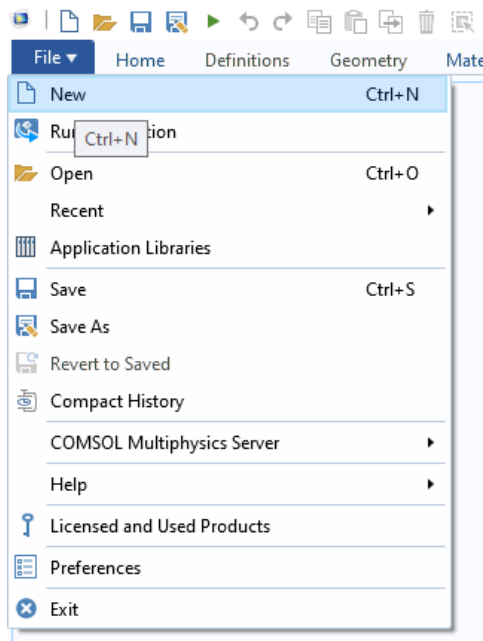 File Home Definitions Geometry Mate
New Ctrl+N
Ru tion
Ctrl+N
Open Ctrl+O
Recent
Application Libraries
Save Ctrl+S
Save As
Revert to Saved
Compact History
COMSOL Multiphysics Server
Help
Licensed and Used Products
Preferences
Exit